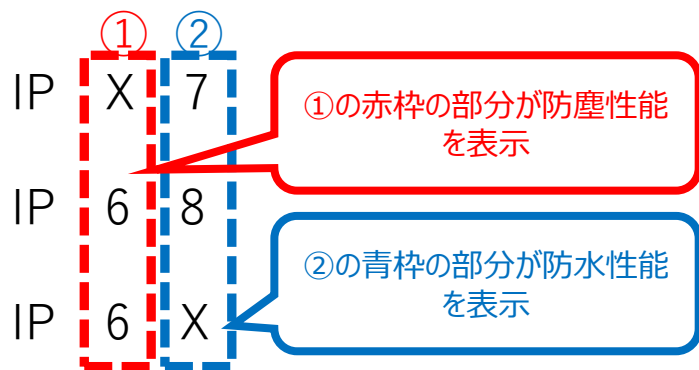 ① ②
IP X 7
①の赤枠の部分が防塵性能
を表示
IP 6 8
②の青枠の部分が防水性能
を表示
IP 6 X